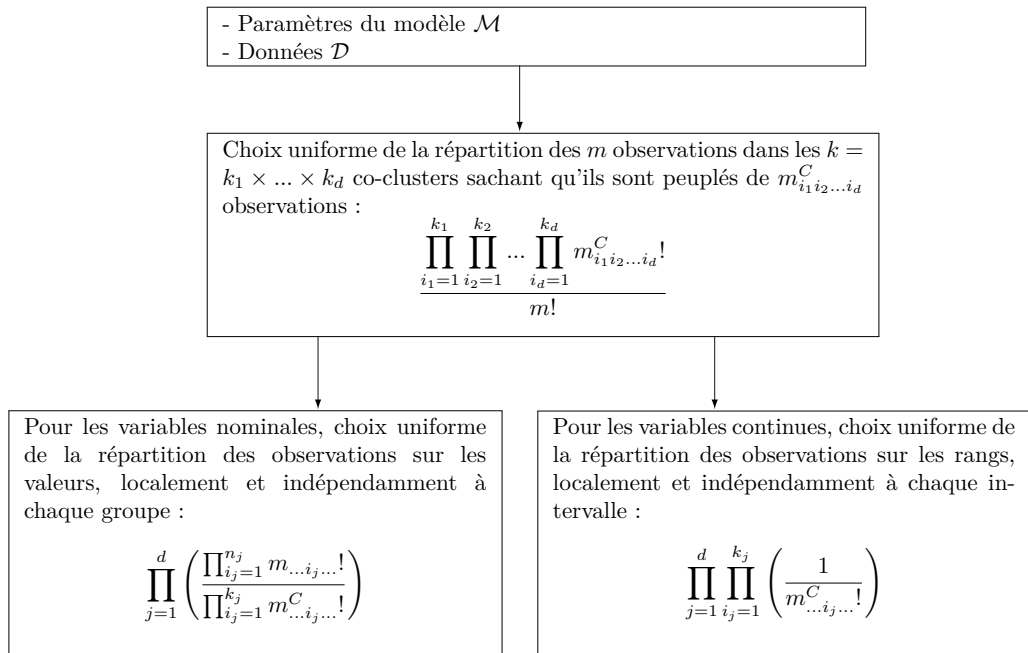 - Paramètres du modèle $\mathcal{M}$
- Données $\mathcal{D}$
Choix uniforme de la répartition des $m$ observations dans les $k =$
$k_1 \times ... \times k_d$ co-clusters sachant qu'ils sont peuplés de $m^C_{i_1 i_2 ... i_d}$
observations :
$$\frac{\prod_{i_1=1}^{k_1} \prod_{i_2=1}^{k_2} ... \prod_{i_d=1}^{k_d} m^C_{i_1 i_2 ... i_d}!}{m!}$$
Pour les variables nominales, choix uniforme
de la répartition des observations sur les
valeurs, localement et indépendamment à
chaque groupe :
$$\prod_{j=1}^{d} \left( \frac{\prod_{i_j=1}^{n_j} m_{...i_j...}!}{\prod_{i_j=1}^{k_j} m^C_{...i_j...}!} \right)$$
Pour les variables continues, choix uniforme de
la répartition des observations sur les rangs,
localement et indépendamment à chaque in-
tervalle :
$$\prod_{j=1}^{d} \prod_{i_j=1}^{k_j} \left( \frac{1}{m^C_{...i_j...}!} \right)$$